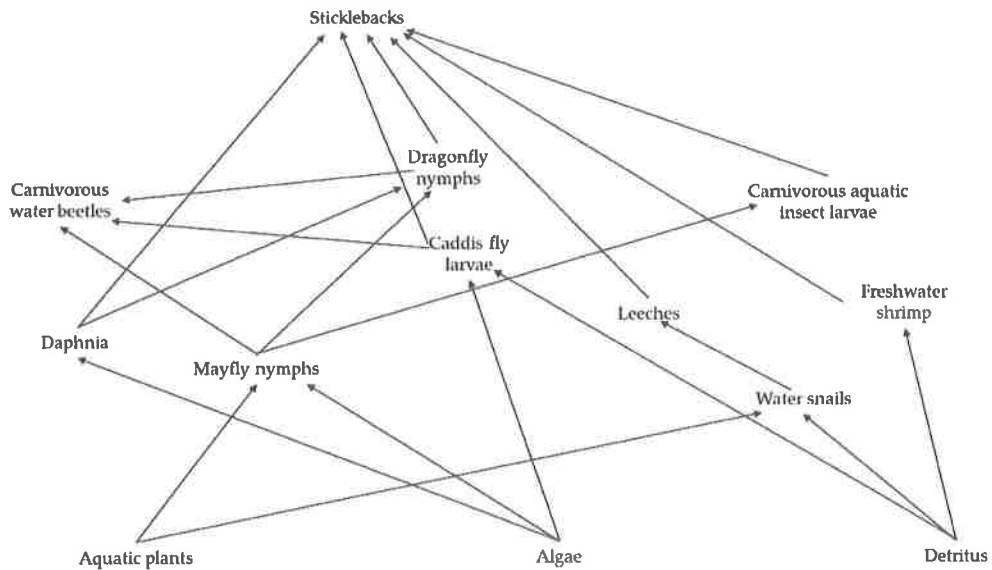 Sticklebacks
Dragonfly
nymphs
Carnivorous
water beetles
Carnivorous aquatic
insect larvae
Caddis fly
larvae
Freshwater
shrimp
Leeches
Daphnia
Mayfly nymphs
Water snails
Aquatic plants
Algae
Detritus